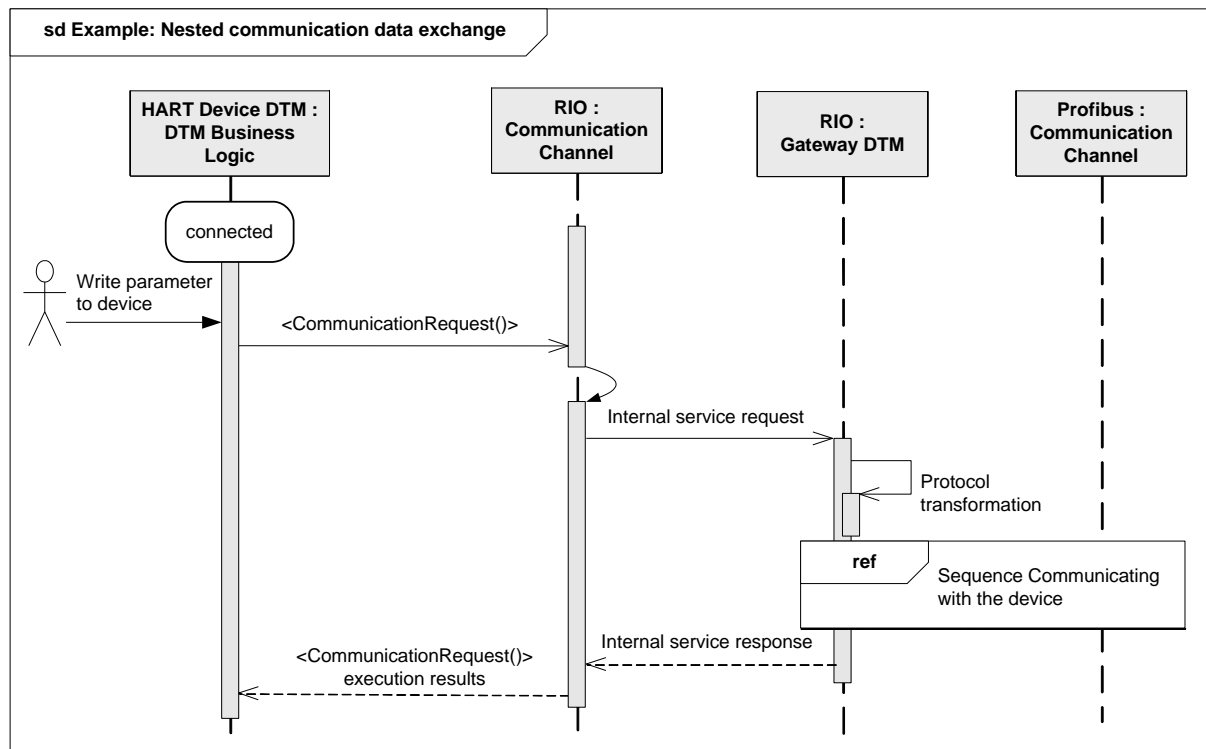 sd Example: Nested communication data exchange
HART Device DTM :
DTM Business
Logic
RIO :
Communication
Channel
RIO :
Gateway DTM
Profibus :
Communication
Channel
connected
Write parameter
to device
<CommunicationRequest()>
Internal service request
Protocol
transformation
ref
Sequence Communicating
with the device
Internal service response
<CommunicationRequest()>
execution results